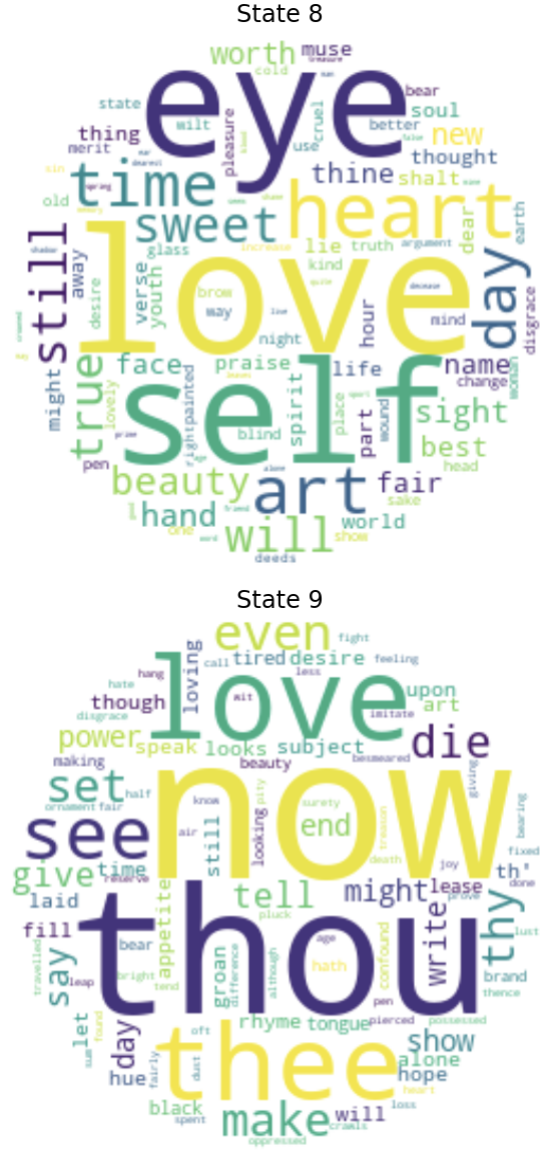 State 8
worth muse
cold
eye
state
bear
wilt
cruel
soul
thing
pleasure
use
better
new
merit
thought
thine
shalt
time
heart
sin
spring
old
sweet
dear
earth
still
away
glass
increase
lie
truth
argument
day
love
desire
verse
youth
kind
brow
way
hour
mind
disgrace
night
decrease
true
face
praise
life
name
change
woman
might
lovely
self
painted
spirit
place
part
wound
sight
blind
best
pen
head
beauty
art
fair
sake
hand
will
world
one
show
deeds
State 9
even
fight
loving
call
tired
desire
feeling
less
hang
love
hate
though
wit
upon
art
disgrace
imitate
power
speak
looks
subject
die
besmeared
making
beauty
set
half
now
giving
ornament
fair
know
pity
surety
bearing
see
air
still
looking
end
treason
fixed
death
joy
th'
give
time
reserve
done
tell
might
lease
prove
laid
appetite
pluck
thy
lust
fill
thou
age
write
bear
say
hath
confound
brand
travelled
leap
bright
groan
difference
although
thence
tend
pen
let
day
oft
rhyme
tongue
pierced
possessed
show
sum
found
thee
alone
hue
fairly
dust
hope
heart
black
loss
spent
make
will
crawls
oppressed